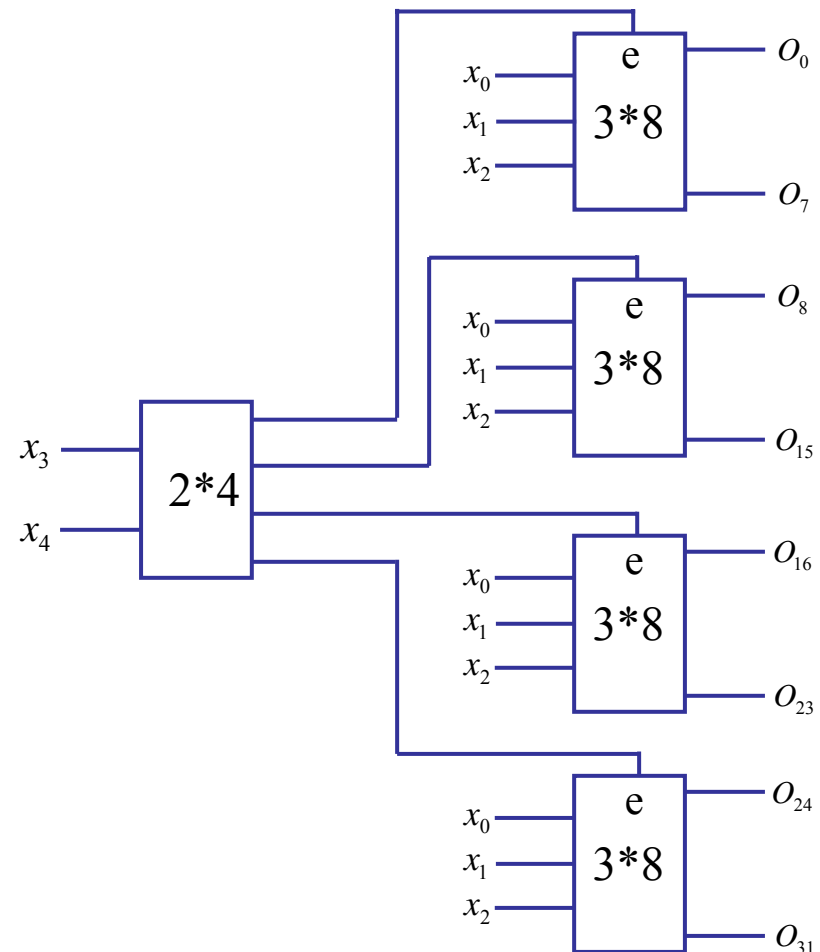 e
3*8
x₀
x₁
x₂
O₀
O₇
e
3*8
x₀
x₁
x₂
O₈
O₁₅
x₃
x₄
2*4
e
3*8
x₀
x₁
x₂
O₁₆
O₂₃
e
3*8
x₀
x₁
x₂
O₂₄
O₃₁